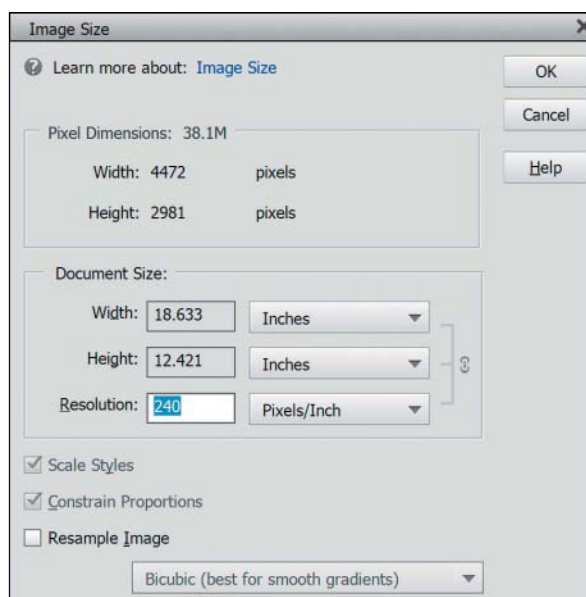 Image Size
Learn more about: Image Size
OK
Cancel
Help
Pixel Dimensions: 38.1M
Width: 4472 pixels
Height: 2981 pixels
Document Size:
Width: 18.633 Inches
Height: 12.421 Inches
Resolution: 240 Pixels/Inch
Scale Styles
Constrain Proportions
Resample Image
Bicubic (best for smooth gradients)